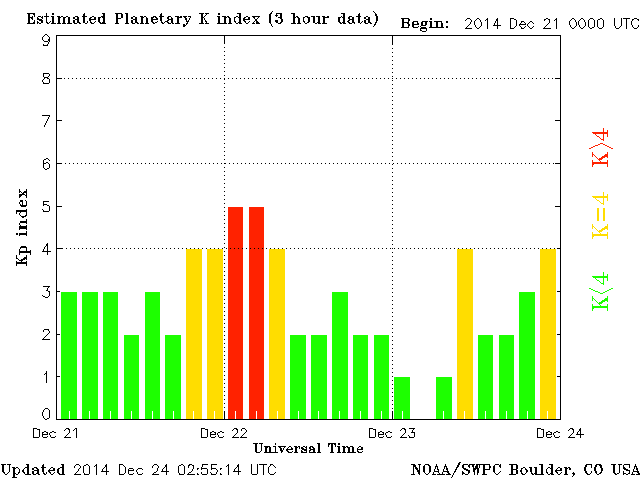 Estimated Planetary K index (3 hour data) Begin: 2014 Dec 21 0000 UTC
9
8
7
6
5
4
3
2
1
0
Kp index
K>4
K=4
K<4
Dec 21 Dec 22 Dec 23 Dec 24
Universal Time
Updated 2014 Dec 24 02:55:14 UTC NOAA/SWPC Boulder, CO USA